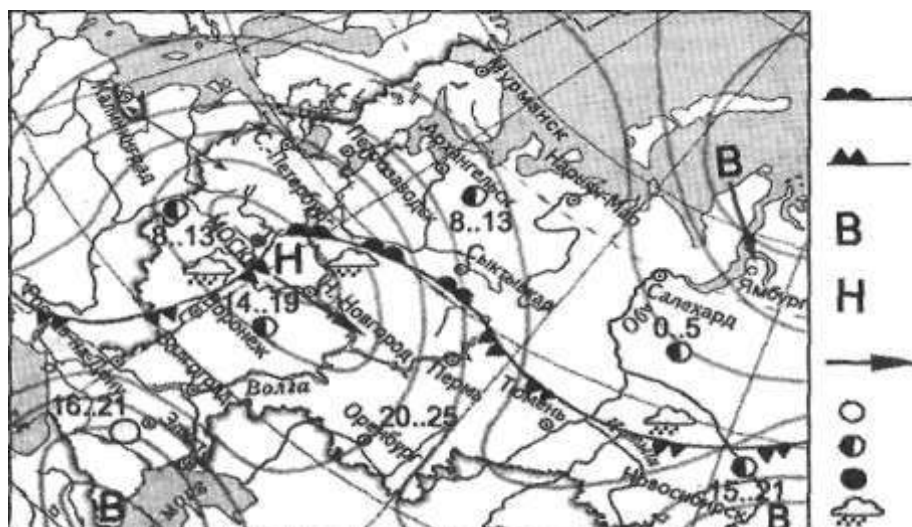 Мурманск
Калининград
С. Петербург
Петрозаводск
Архангельск
Нарьян-Мар
В
В
8..13
8..13
МОСКВА
Н
Н
Сыктывкар
Ямбург
Салехард
Обь
14..19
0..5
Воронеж
Н. Новгород
Пермь
Волга
16..21
20..25
Тюмень
Оренбург
Новосибирск
15..21
море
В
В